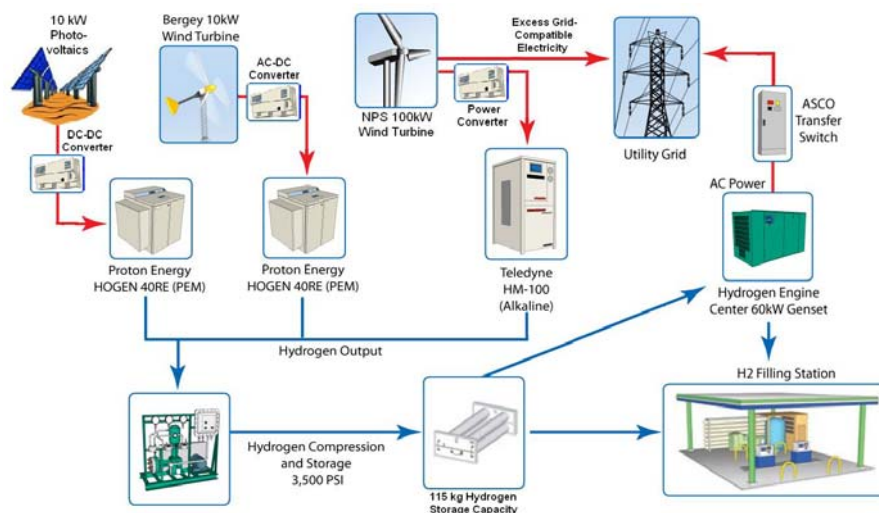 10 kW
Photo-
voltaics
Bergey 10kW
Wind Turbine
AC-DC
Converter
DC-DC
Converter
Excess Grid-
Compatible
Electricity
Power
Converter
NPS 100kW
Wind Turbine
Utility Grid
ASCO
Transfer
Switch
AC Power
Proton Energy
HOGEN 40RE (PEM)
Proton Energy
HOGEN 40RE (PEM)
Teledyne
HM-100
(Alkaline)
Hydrogen Engine
Center 60kW Genset
Hydrogen Output
H2 Filling Station
Hydrogen Compression
and Storage
3,500 PSI
115 kg Hydrogen
Storage Capacity